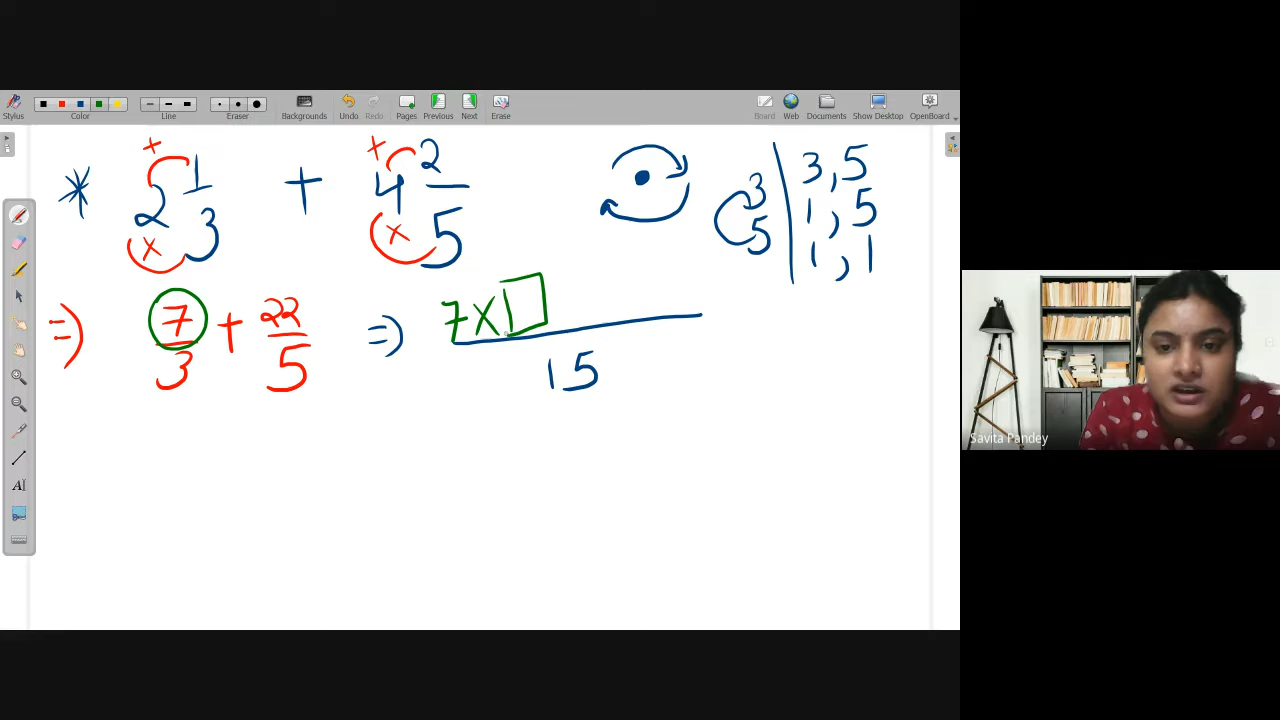 Stylus Color Line Eraser Backgrounds Undo Redo Pages Previous Next Erase Board Web Documents Show Desktop OpenBoard
* 2 1/3 + 4 2/5
+ +
x x
3 | 3, 5
5 | 1, 5
1, 1
=> 7/3 + 22/5 => 7x□/15
Savita Pandey